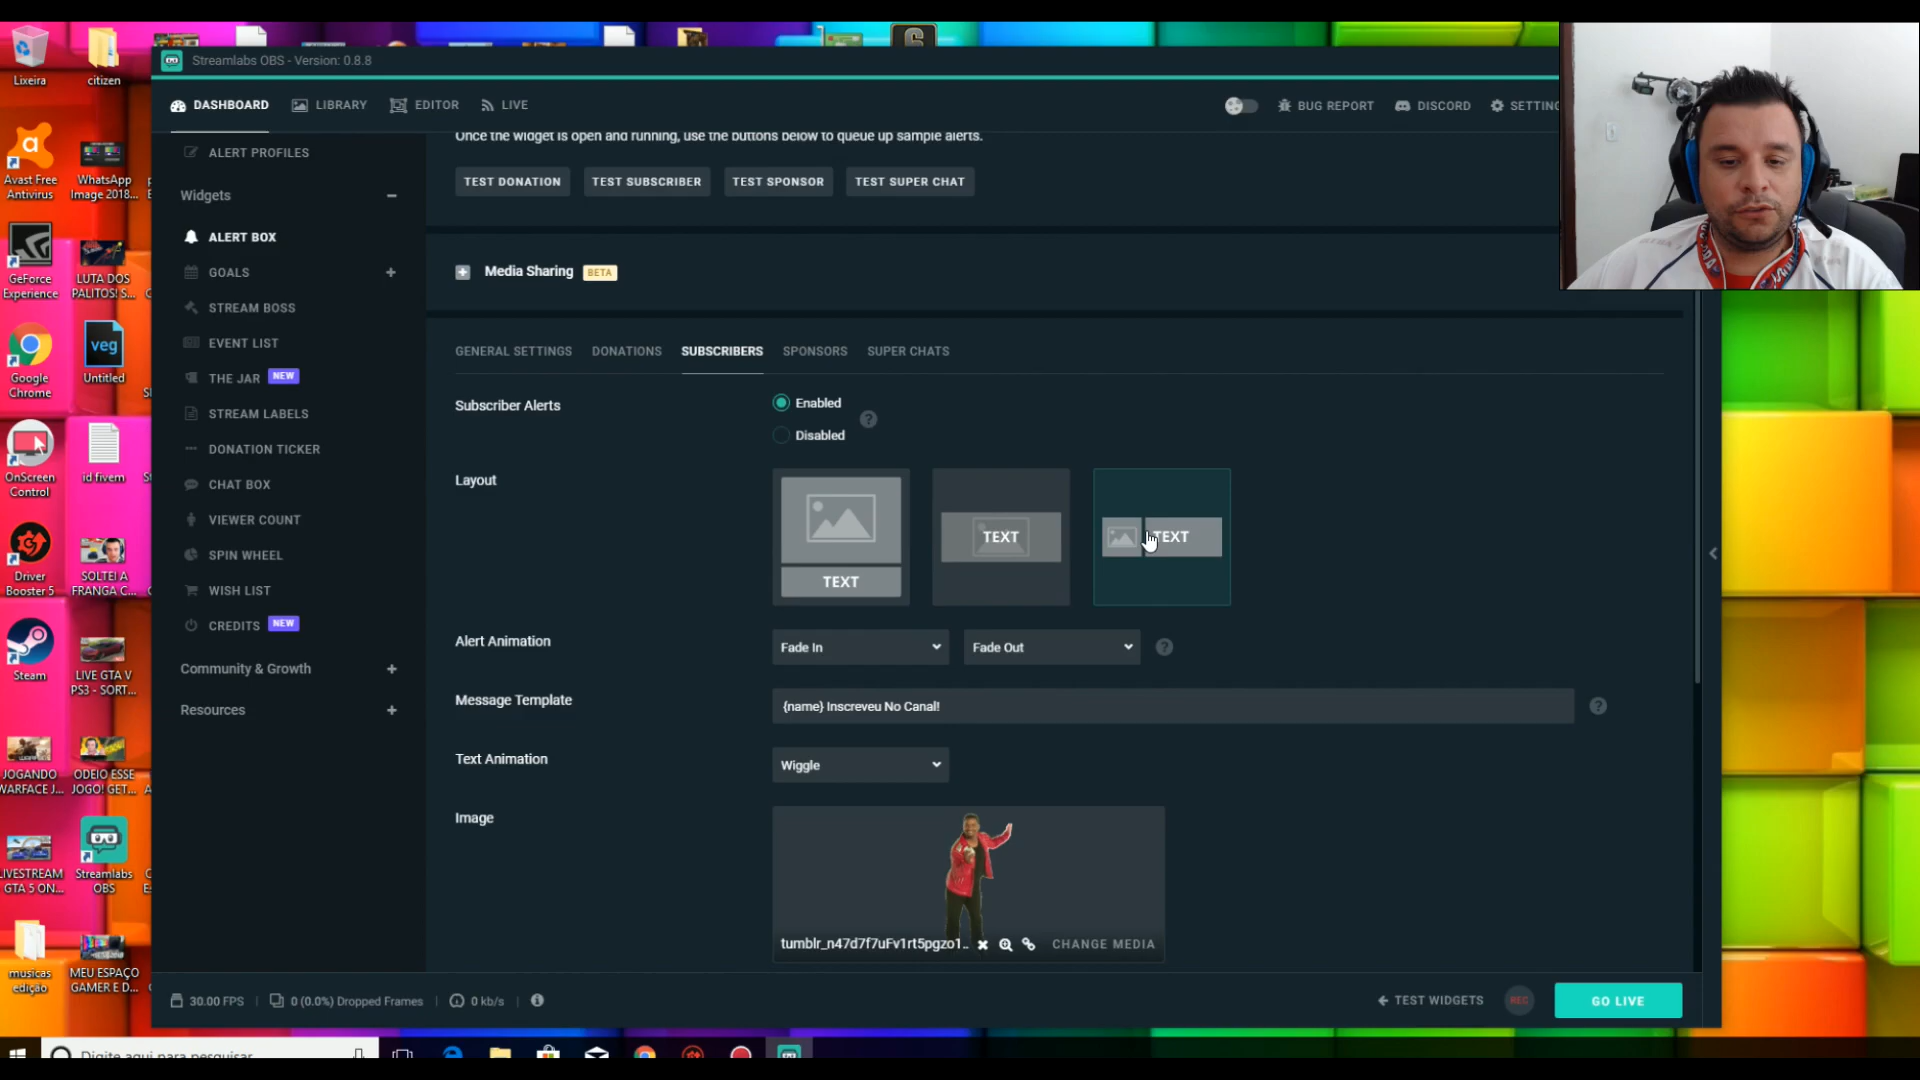 Lixeira
citizen
Streamlabs OBS - Version: 0.8.8
DASHBOARD
LIBRARY
EDITOR
LIVE
BUG REPORT
DISCORD
Once the widget is open and running, use the buttons below to queue up sample alerts.
ALERT PROFILES
TEST DONATION
TEST SUBSCRIBER
TEST SPONSOR
TEST SUPER CHAT
Avast Free
Antivirus
WhatsApp
Image 2018...
Widgets
ALERT BOX
GOALS
Media Sharing BETA
GeForce
Experience
LUTA DOS
PALITOS! S...
STREAM BOSS
EVENT LIST
GENERAL SETTINGS
DONATIONS
SUBSCRIBERS
SPONSORS
SUPER CHATS
Google
Chrome
veg
Untitled
THE JAR NEW
STREAM LABELS
Subscriber Alerts
Enabled
Disabled
DONATION TICKER
OnScreen
Control
id fivem
CHAT BOX
Layout
TEXT
TEXT
TEXT
VIEWER COUNT
SPIN WHEEL
Driver
Booster 5
SOLTEI A
FRANGA C...
WISH LIST
CREDITS NEW
Alert Animation
Fade In
Fade Out
Steam
LIVE GTA V
PS3 - SORT...
Community & Growth
Message Template
{name} Inscreveu No Canal!
Resources
Text Animation
Wiggle
JOGANDO
WARFACE J...
ODEIO ESSE
JOGO! GET...
Image
tumblr_n47d7f7uFv1rt5pgzo1..
CHANGE MEDIA
LIVESTREAM
GTA 5 ON...
Streamlabs
OBS
musicas
edição
MEU ESPAÇO
GAMER E D...
30.00 FPS
0 (0.0%) Dropped Frames
0 kb/s
TEST WIDGETS
REC
GO LIVE
Digite aqui para pesquisar